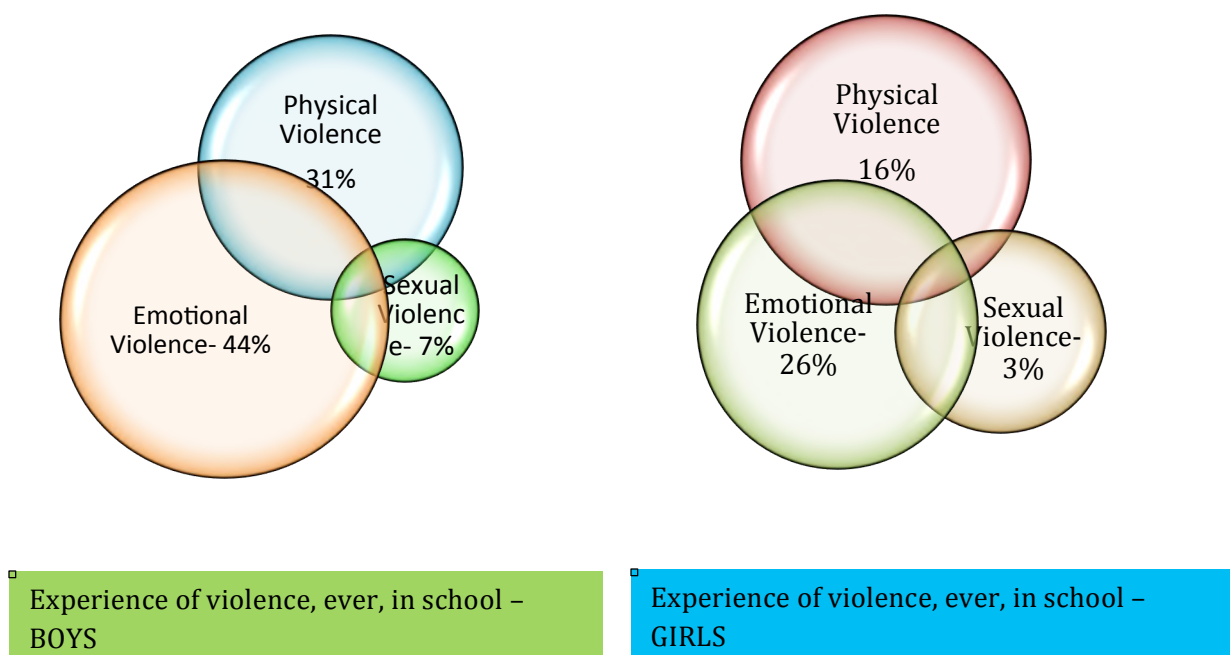 Physical
Violence
31%
Emotional
Violence- 44%
Sexual
Violenc
e- 7%
Physical
Violence
16%
Emotional
Violence-
26%
Sexual
Violence-
3%
Experience of violence, ever, in school –
BOYS
Experience of violence, ever, in school –
GIRLS